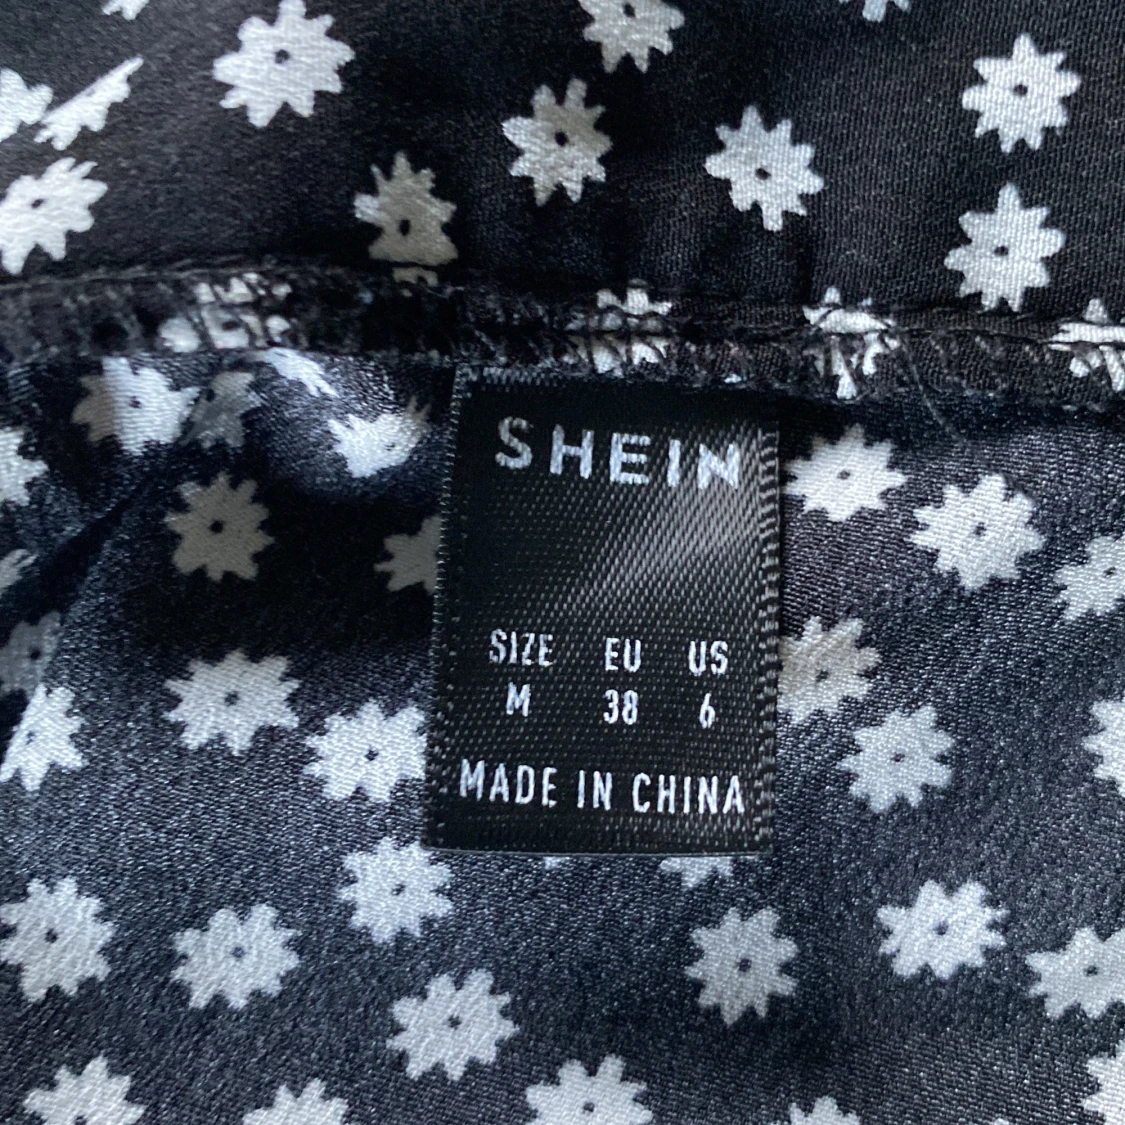 SHEIN
SIZE EU US
M 38 6
MADE IN CHINA